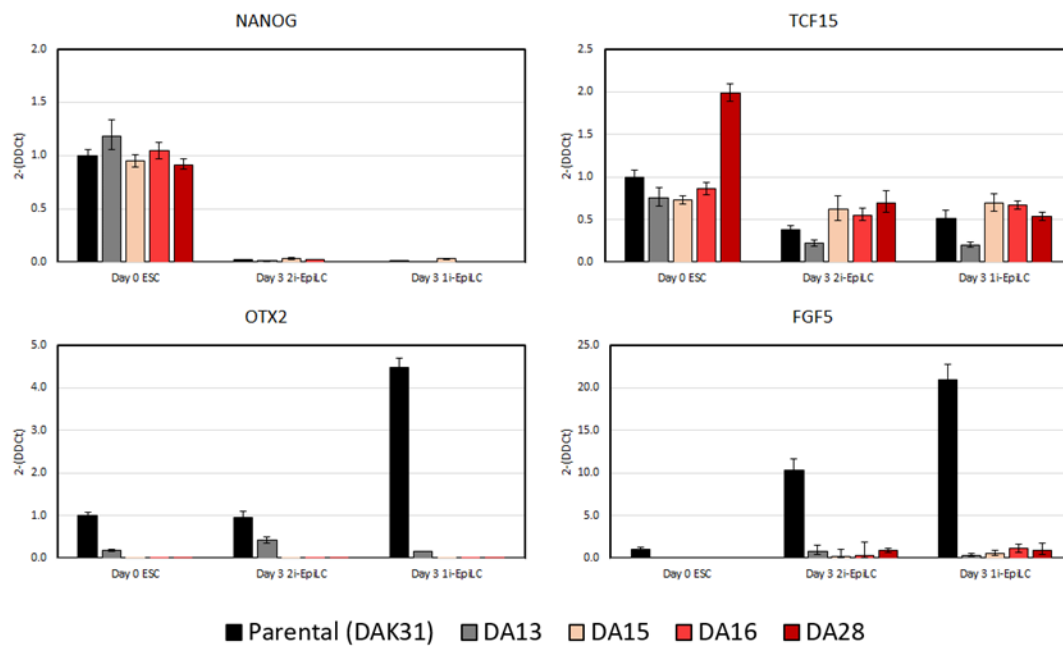 NANOG
2.0
1.5
1.0
0.5
0.0
2-(DDCt)
Day 0 ESC
Day 3 2i-EpiLC
Day 3 1i-EpiLC
TCF15
2.5
2.0
1.5
1.0
0.5
0.0
2-(DDCt)
Day 0 ESC
Day 3 2i-EpiLC
Day 3 1i-EpiLC
OTX2
5.0
4.0
3.0
2.0
1.0
0.0
2-(DDCt)
Day 0 ESC
Day 3 2i-EpiLC
Day 3 1i-EpiLC
FGF5
25.0
20.0
15.0
10.0
5.0
0.0
2-(DDCt)
Day 0 ESC
Day 3 2i-EpiLC
Day 3 1i-EpiLC
Parental (DAK31) DA13 DA15 DA16 DA28